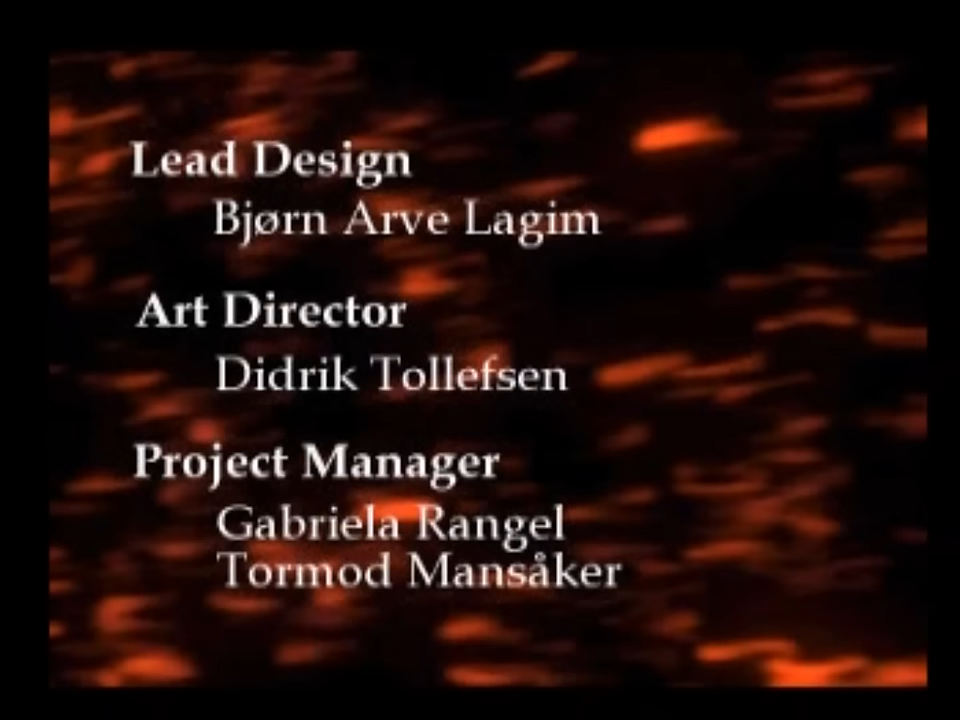 Lead Design
Bjørn Arve Lagim
Art Director
Didrik Tollefsen
Project Manager
Gabriela Rangel
Tormod Mansåker